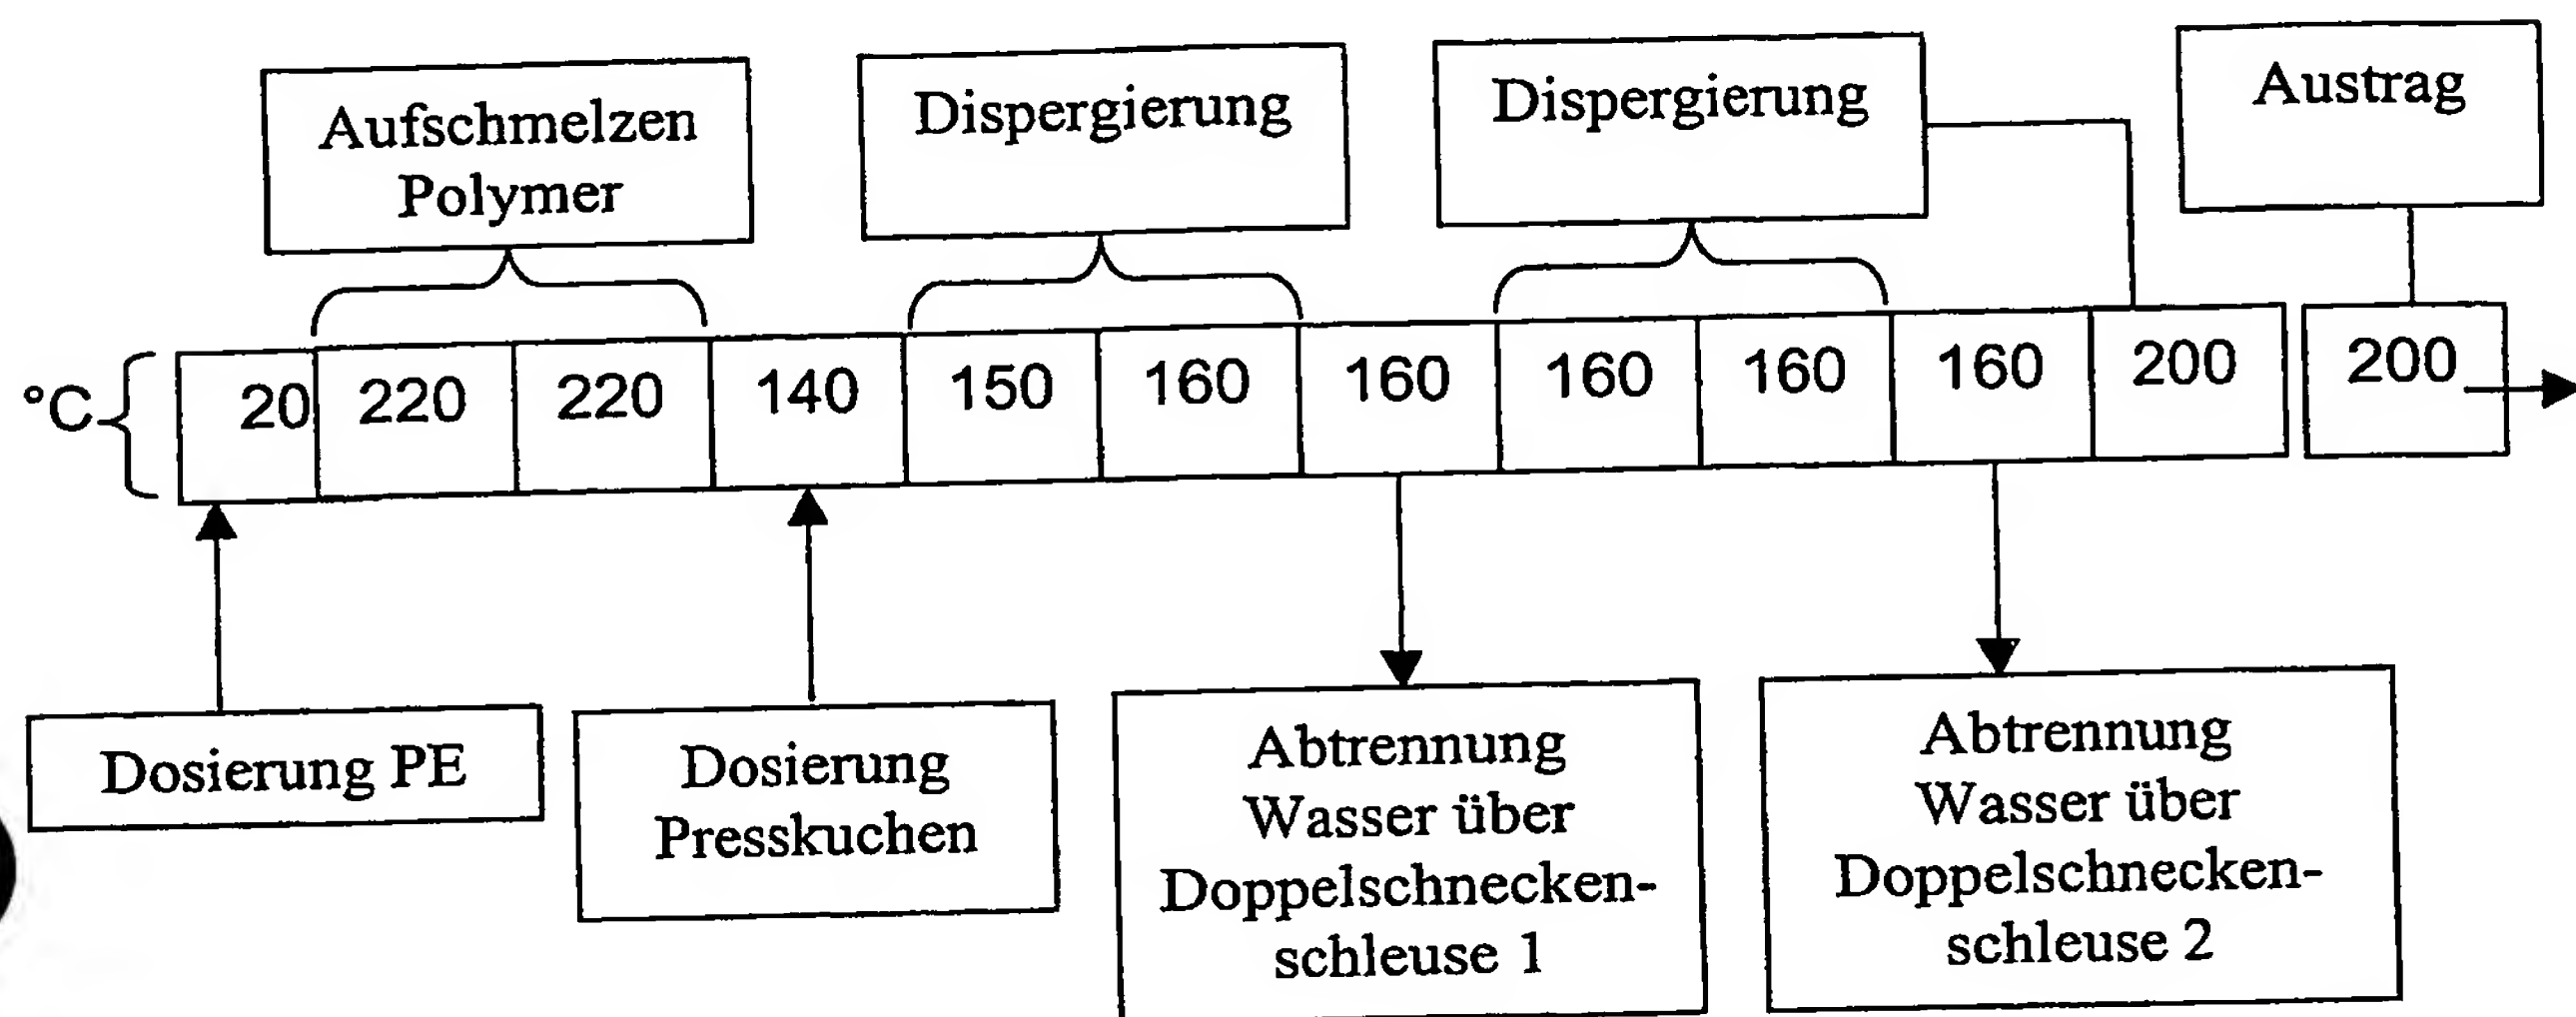 Aufschmelzen
Polymer
Dispergierung
Dispergierung
Austrag
°C 20 220 220 140 150 160 160 160 160 160 200 200
Dosierung PE
Dosierung
Presskuchen
Abtrennung
Wasser über
Doppelschnecken-
schleuse 1
Abtrennung
Wasser über
Doppelschnecken-
schleuse 2